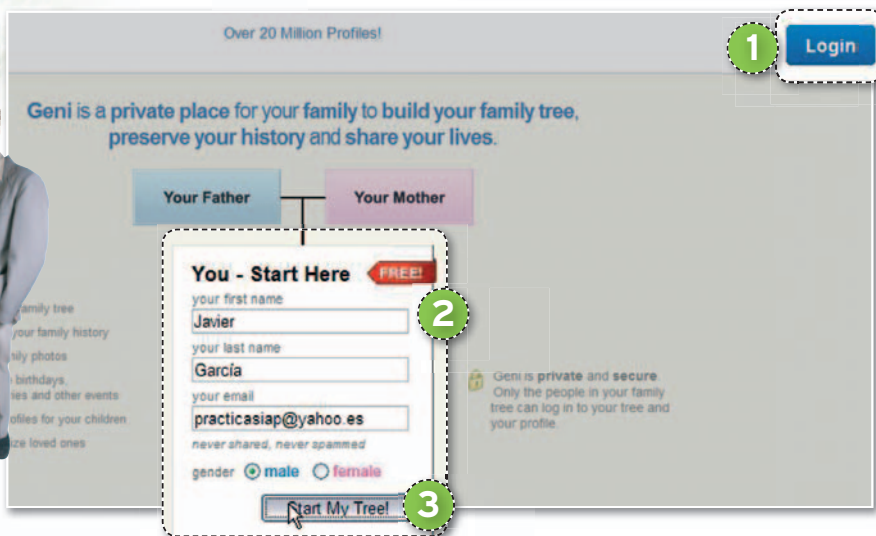 Over 20 Million Profiles!
1
Login
Geni is a private place for your family to build your family tree,
preserve your history and share your lives.
Your Father
Your Mother
You - Start Here
FREE!
your first name
Javier
2
your last name
García
your email
practicasiap@yahoo.es
never shared, never spammed
gender male female
Start My Tree!
3
family tree
your family history
photos
birthdays,
and other events
for your children
loved ones
Geni is private and secure.
Only the people in your family
tree can log in to your tree and
your profile.